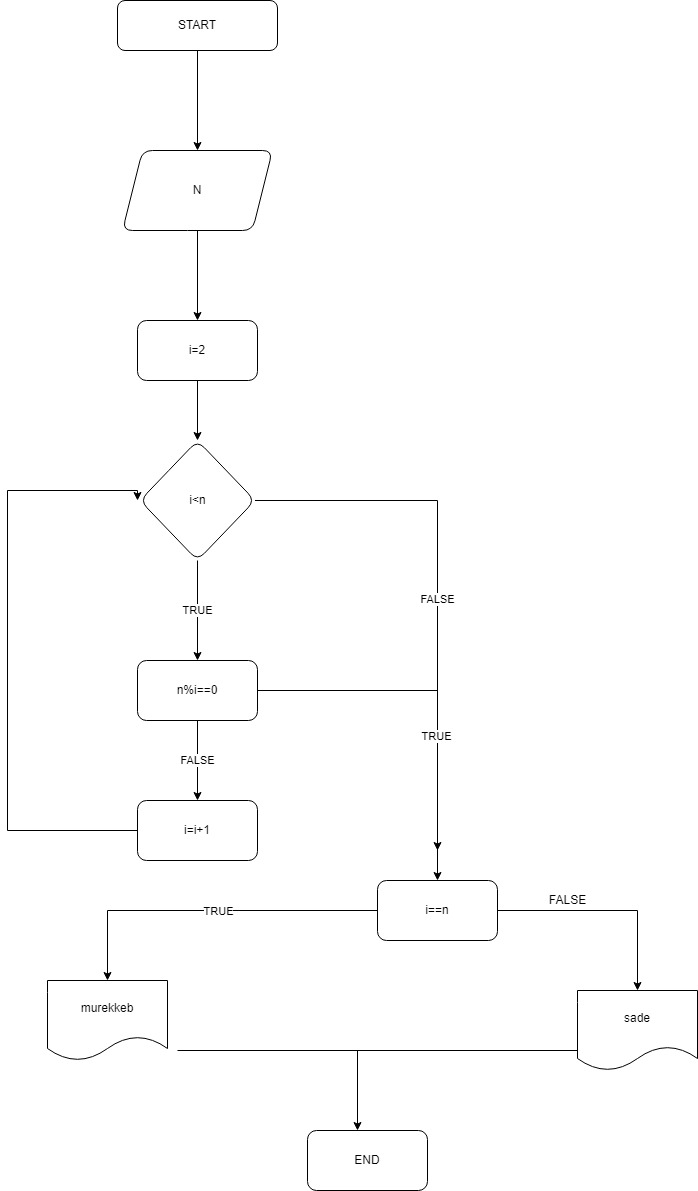 START
N
i=2
i<n
TRUE
FALSE
n%i==0
TRUE
FALSE
i=i+1
i==n
TRUE
FALSE
murekkeb
sade
END